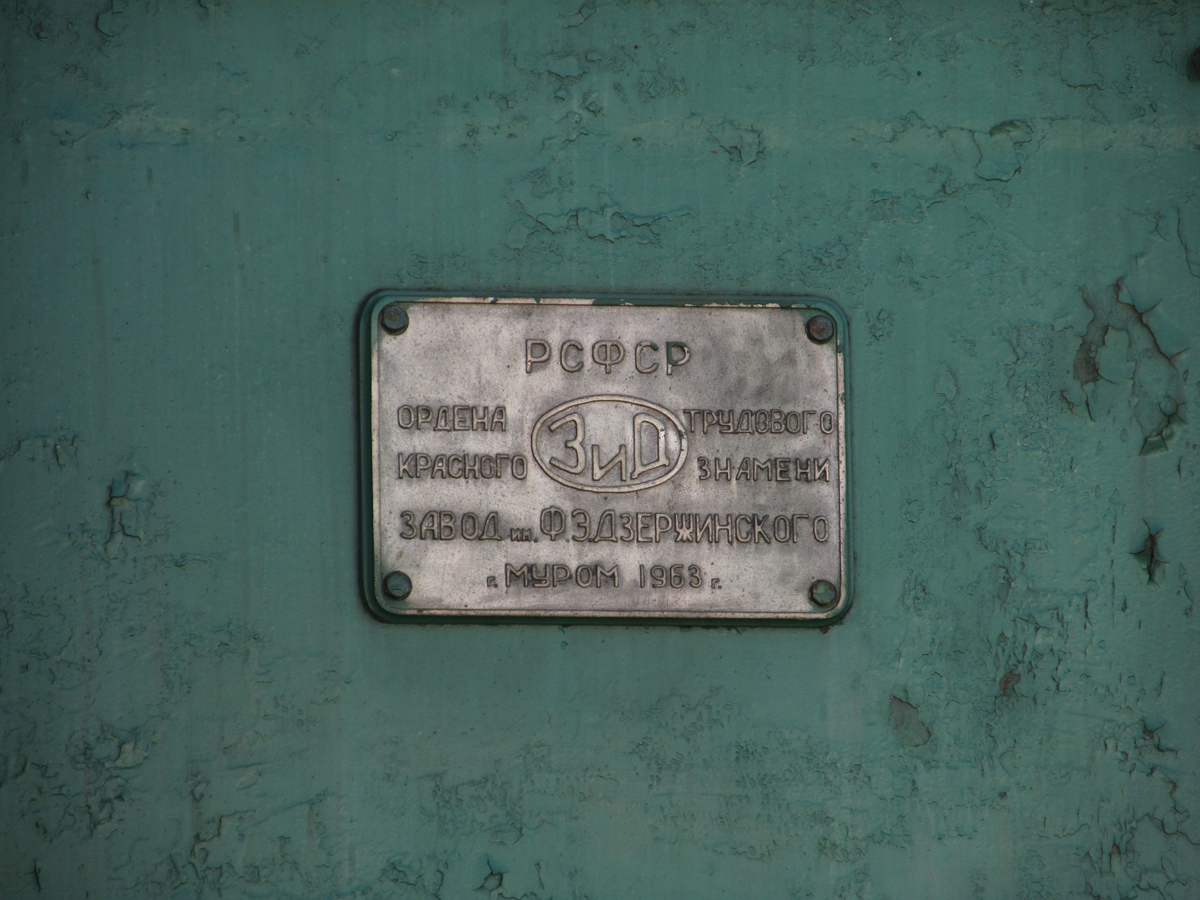 РСФСР
ОРДЕНА ЗиД ТРУДОВОГО
КРАСНОГО ЗНАМЕНИ
ЗАВОД им. Ф.Э.ДЗЕРЖИНСКОГО
г. МУРОМ 1963 г.